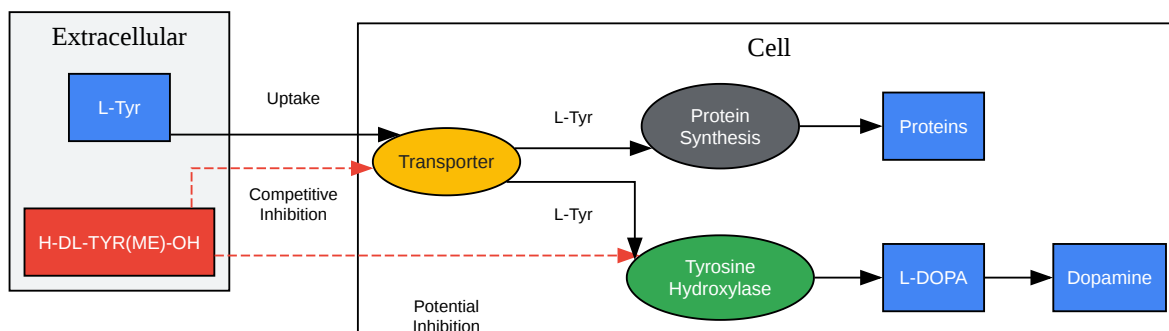 Extracellular
Cell
L-Tyr
Uptake
L-Tyr
Protein
Synthesis
Proteins
Transporter
Competitive
Inhibition
L-Tyr
H-DL-TYR(ME)-OH
Tyrosine
Hydroxylase
L-DOPA
Dopamine
Potential
Inhibition